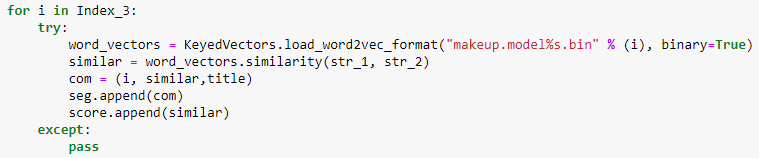 for i in Index_3:
    try:
        word_vectors = KeyedVectors.load_word2vec_format("makeup.model%s.bin" % (i), binary=True)
        similar = word_vectors.similarity(str_1, str_2)
        com = (i, similar,title)
        seg.append(com)
        score.append(similar)
    except:
        pass